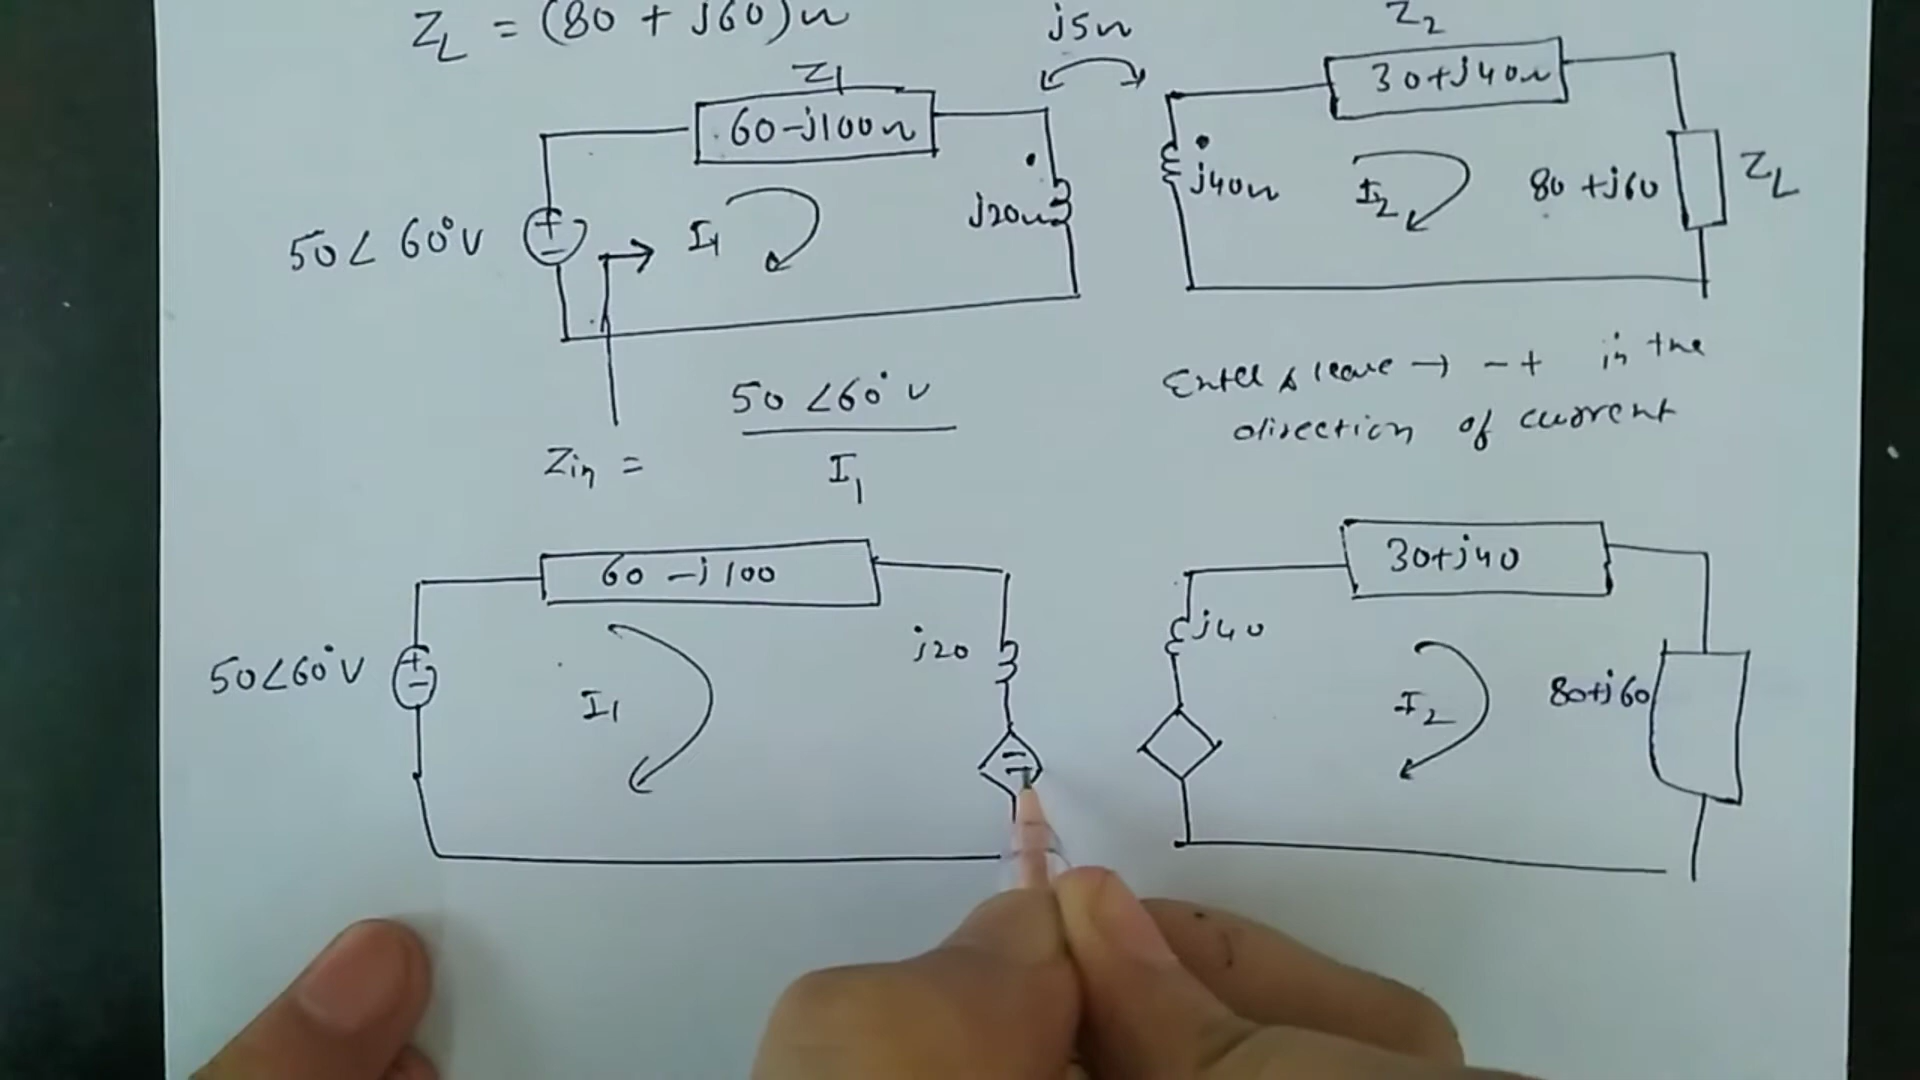 Z_L = (80 + j60)Ω
j5Ω
Z2
Z1
30+j40Ω
60-j100Ω
j20Ω
j40Ω
I2
80 + j60
Z_L
50∠60°V
+
-
I1
50∠60°V
Zin =
I1
Enter & leave → - + in the
direction of current
60 -j100
30+j40
50∠60°V
+
-
I1
j20
j40
I2
80+j60
-